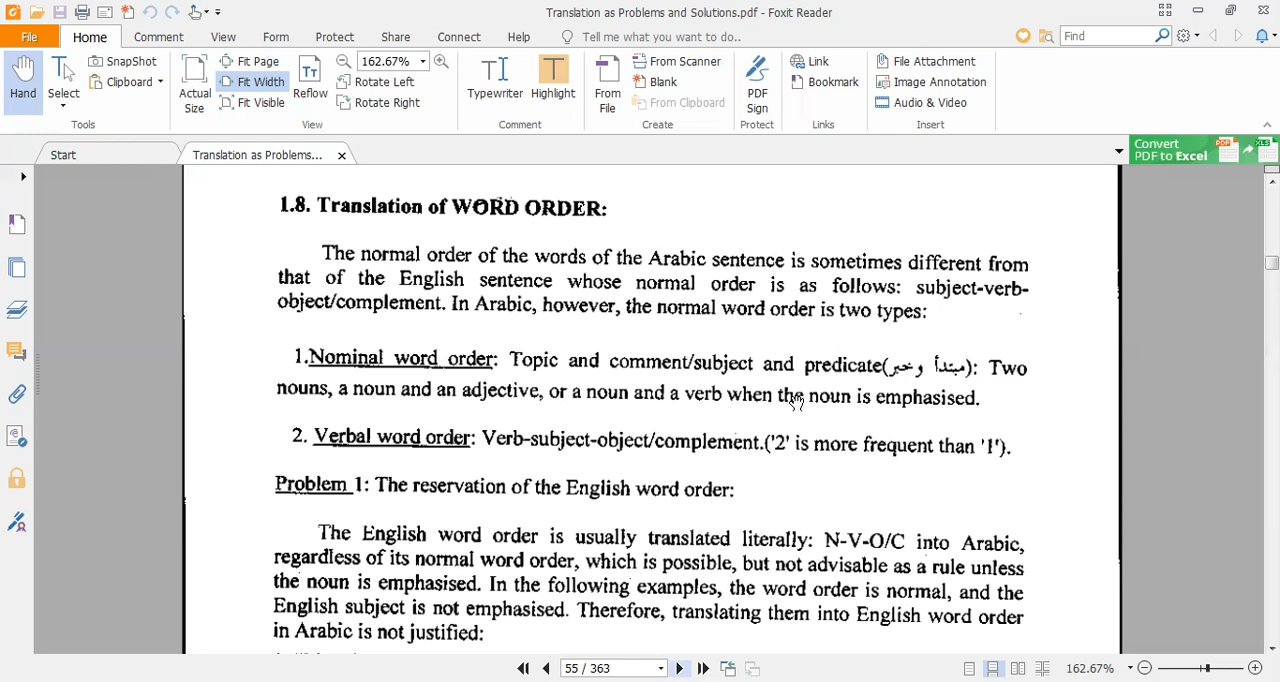 Translation as Problems and Solutions.pdf - Foxit Reader
File Home Comment View Form Protect Share Connect Help Tell me what you want to do.. Find
SnapShot Fit Page 162.67% From Scanner Link File Attachment
Clipboard Fit Width Rotate Left Blank Bookmark Image Annotation
Hand Select Actual Size Reflow Fit Visible Rotate Right Typewriter Highlight From File From Clipboard PDF Sign Audio & Video
Tools View Comment Create Protect Links Insert
Start Translation as Problems... Convert PDF to Excel
1.8. Translation of WORD ORDER:
The normal order of the words of the Arabic sentence is sometimes different from
that of the English sentence whose normal order is as follows: subject-verb-
object/complement. In Arabic, however, the normal word order is two types:
1.Nominal word order: Topic and comment/subject and predicate(مبتدأ وخبر): Two
nouns, a noun and an adjective, or a noun and a verb when the noun is emphasised.
2. Verbal word order: Verb-subject-object/complement.('2' is more frequent than '1').
Problem 1: The reservation of the English word order:
The English word order is usually translated literally: N-V-O/C into Arabic,
regardless of its normal word order, which is possible, but not advisable as a rule unless
the noun is emphasised. In the following examples, the word order is normal, and the
English subject is not emphasised. Therefore, translating them into English word order
in Arabic is not justified:
55 / 363 162.67%